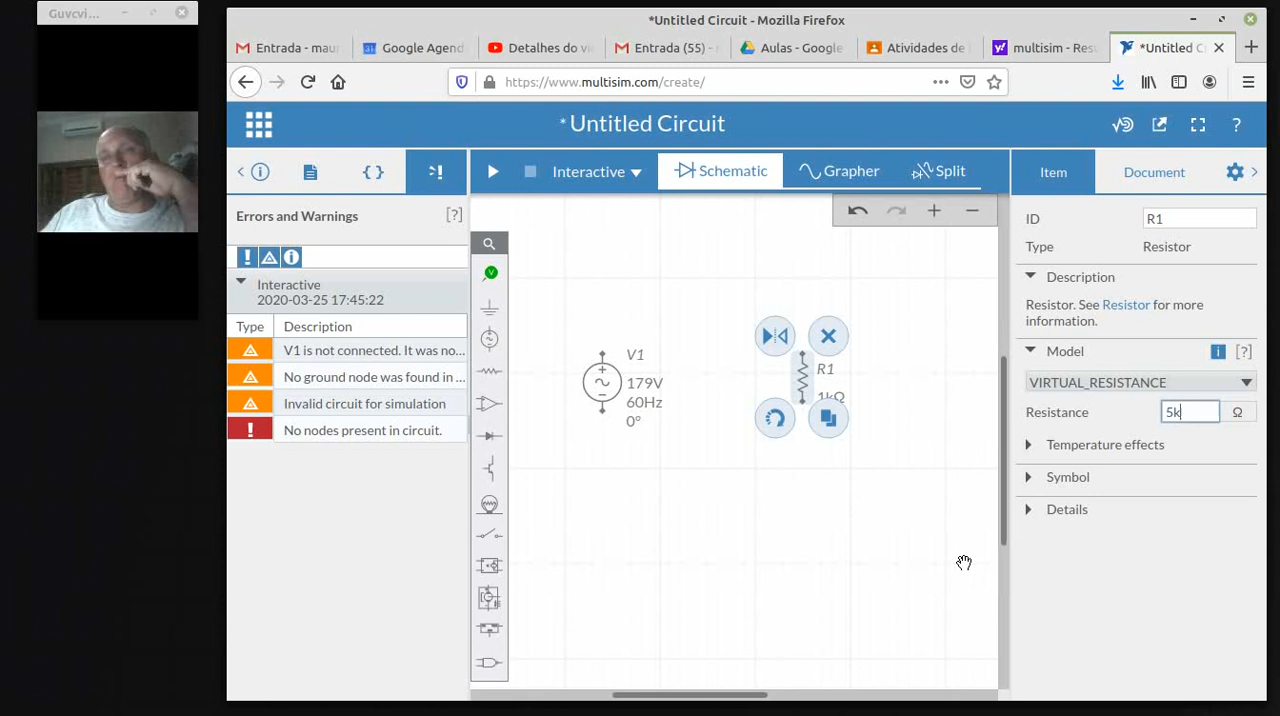 Guvcvi...
*Untitled Circuit - Mozilla Firefox
Entrada - mau
Google Agend
Detalhes do v
Entrada (55) -
Aulas - Google
Atividades de
multisim - Res
*Untitled C
https://www.multisim.com/create/
* Untitled Circuit
?
Interactive
Schematic
Grapher
Split
Item
Document
Errors and Warnings
[?]
Interactive
2020-03-25 17:45:22
Type
Description
V1 is not connected. It was no...
No ground node was found in ...
Invalid circuit for simulation
No nodes present in circuit.
V
V1
179V
60Hz
0°
R1
1kΩ
ID
R1
Type
Resistor
Description
Resistor. See Resistor for more
information.
Model
[?]
VIRTUAL_RESISTANCE
Resistance
5k
Ω
Temperature effects
Symbol
Details